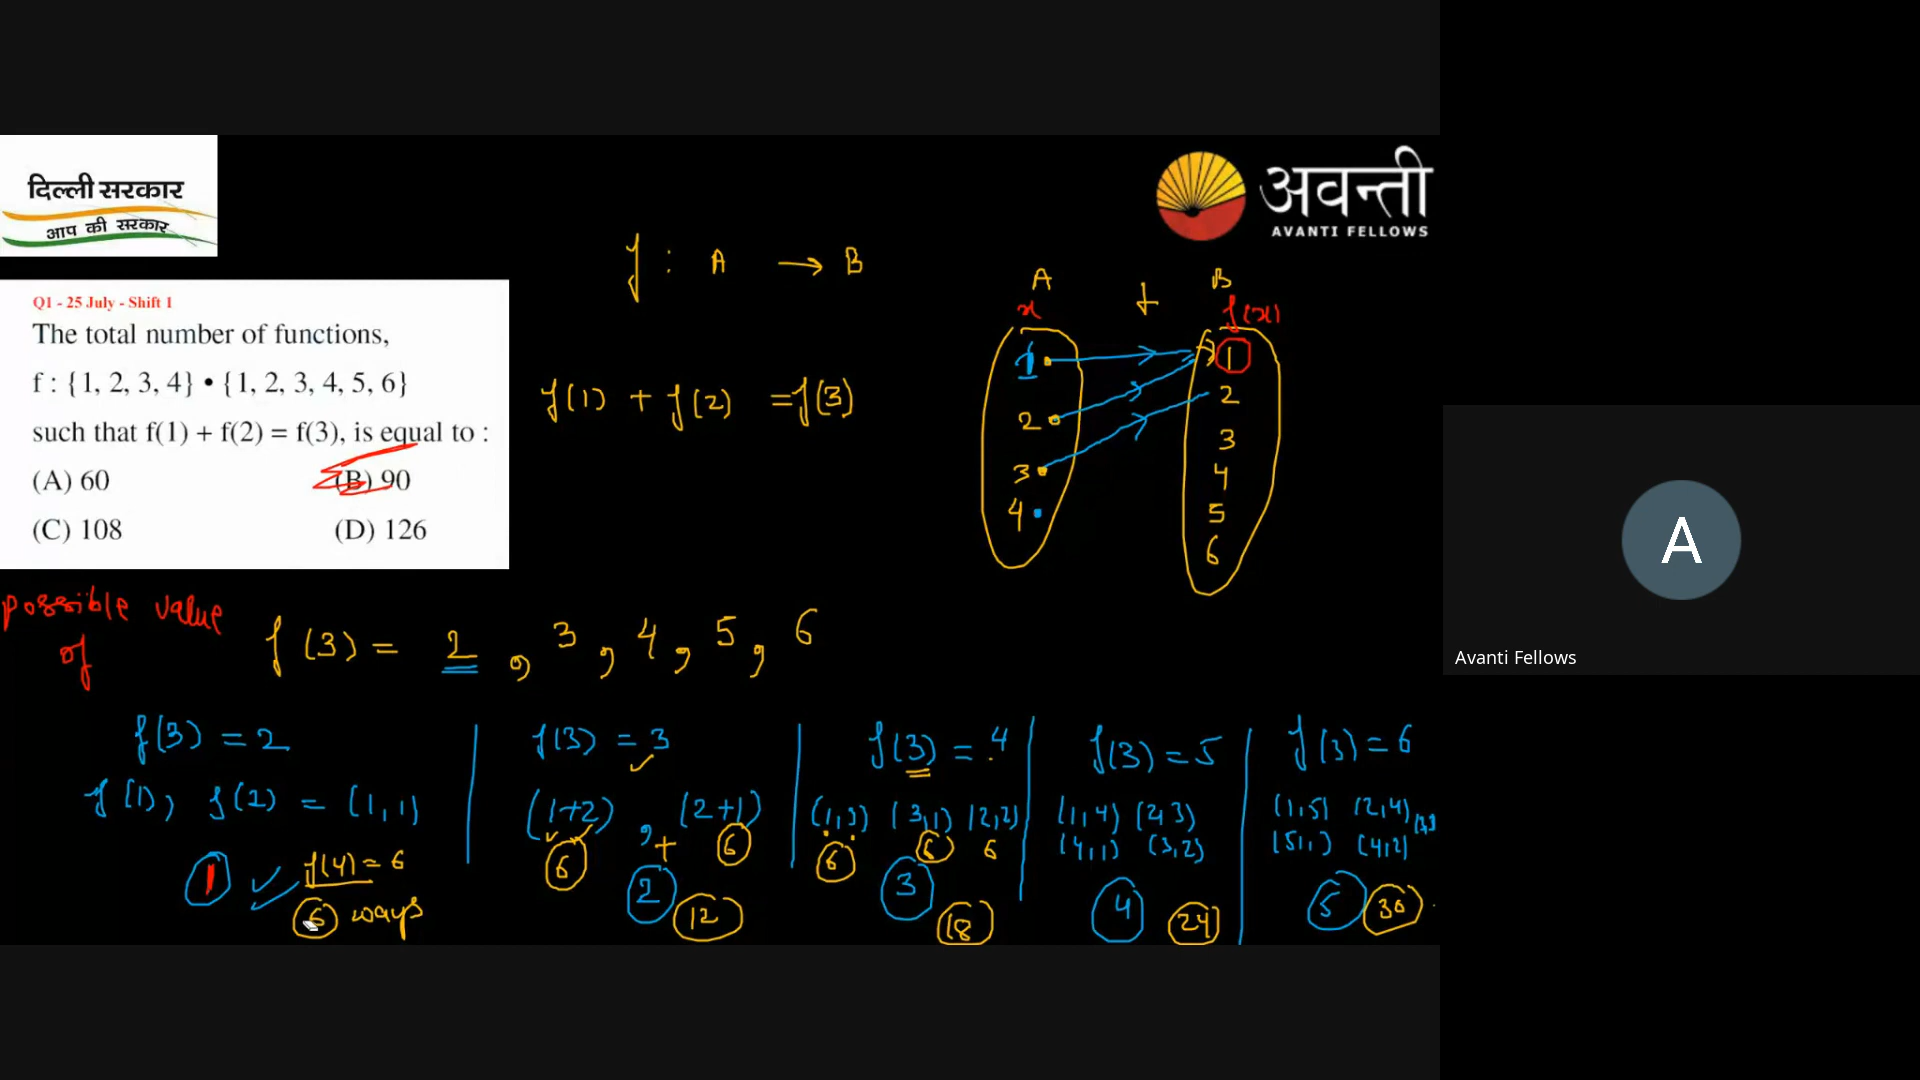 दिल्ली सरकार
आप की सरकार
अवन्ती
AVANTI FELLOWS
f : A → B
Q1 - 25 July - Shift 1
The total number of functions,
f : {1, 2, 3, 4} • {1, 2, 3, 4, 5, 6}
such that f(1) + f(2) = f(3), is equal to :
(A) 60 (B) 90
(C) 108 (D) 126
f(1) + f(2) = f(3)
A f B
x f(x)
1 1
2 2
3 3
4 4
5
6
possible value
of f(3) = 2, 3, 4, 5, 6
f(3) = 2
f(1), f(2) = (1,1)
1 f(4) = 6
6 ways
f(3) = 3
(1+2), (2+1)
6 + 6
2 12
f(3) = 4
(1,3) (3,1) (2,2)
6 6 6
3 18
f(3) = 5
(1,4) (2,3)
(4,1) (3,2)
4 24
f(3) = 6
(1,5) (2,4)
(5,1) (4,2)
5 30
A
Avanti Fellows